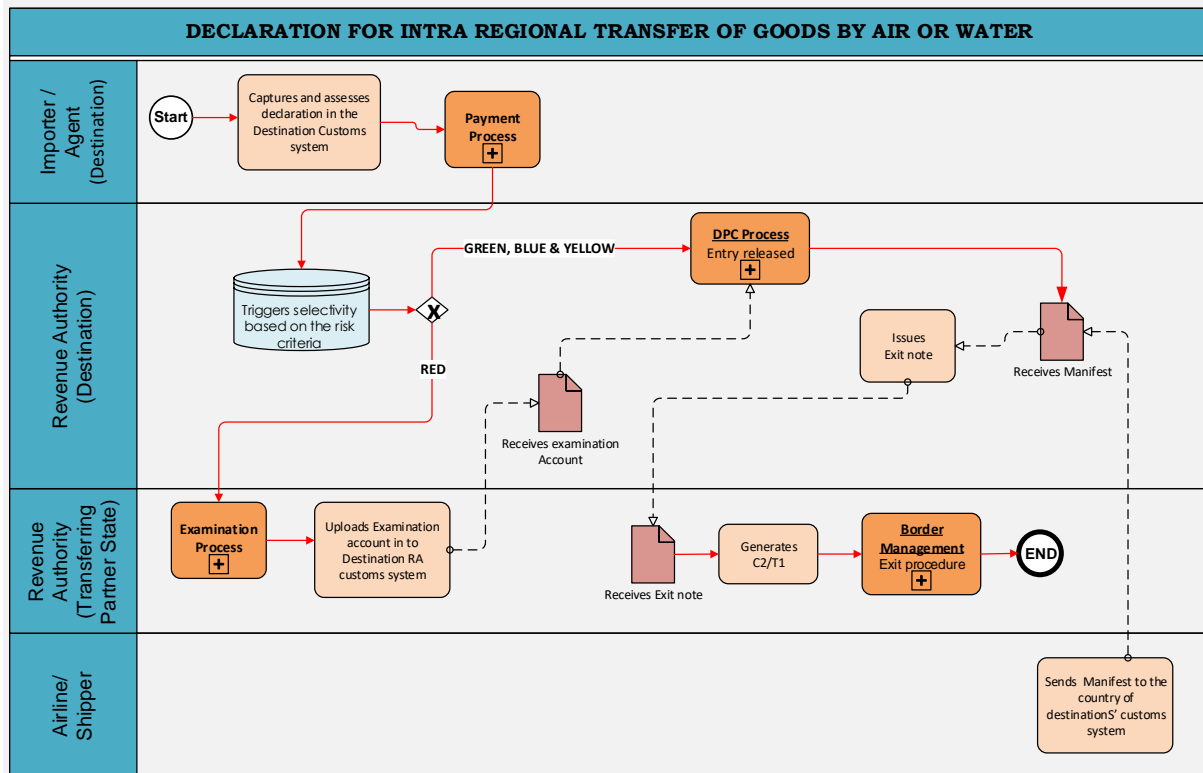 DECLARATION FOR INTRA REGIONAL TRANSFER OF GOODS BY AIR OR WATER
Importer /
Agent
(Destination)
Start
Captures and assesses
declaration in the
Destination Customs
system
Payment
Process
Revenue Authority
(Destination)
Triggers selectivity
based on the risk
criteria
X
GREEN, BLUE & YELLOW
RED
DPC Process
Entry released
Receives examination
Account
Issues
Exit note
Receives Manifest
Revenue
Authority
(Transferring
Partner State)
Examination
Process
Uploads Examination
account in to
Destination RA
customs system
Receives Exit note
Generates
C2/T1
Border
Management
Exit procedure
END
Airline/
Shipper
Sends Manifest to the
country of
destinationS’ customs
system